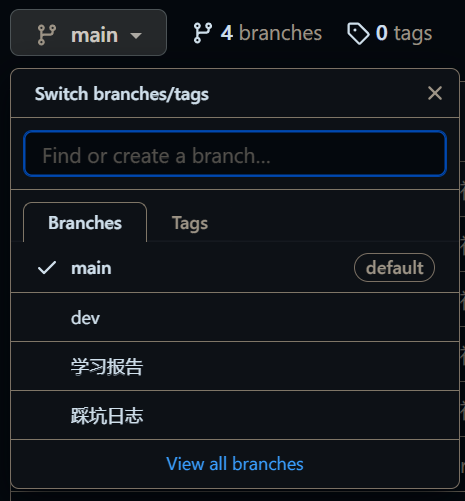 main 4 branches 0 tags
Switch branches/tags
Find or create a branch...
Branches Tags
main default
dev
学习报告
踩坑日志
View all branches